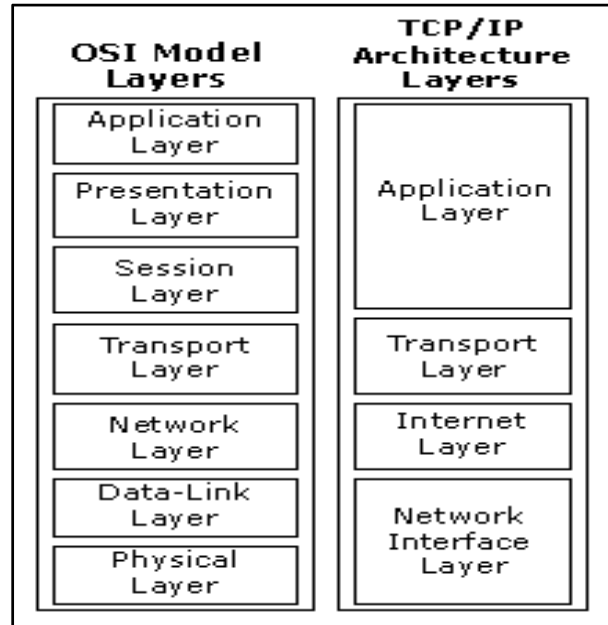 OSI Model
Layers
Application
Layer
Presentation
Layer
Session
Layer
Transport
Layer
Network
Layer
Data-Link
Layer
Physical
Layer
TCP/IP
Architecture
Layers
Application
Layer
Transport
Layer
Internet
Layer
Network
Interface
Layer